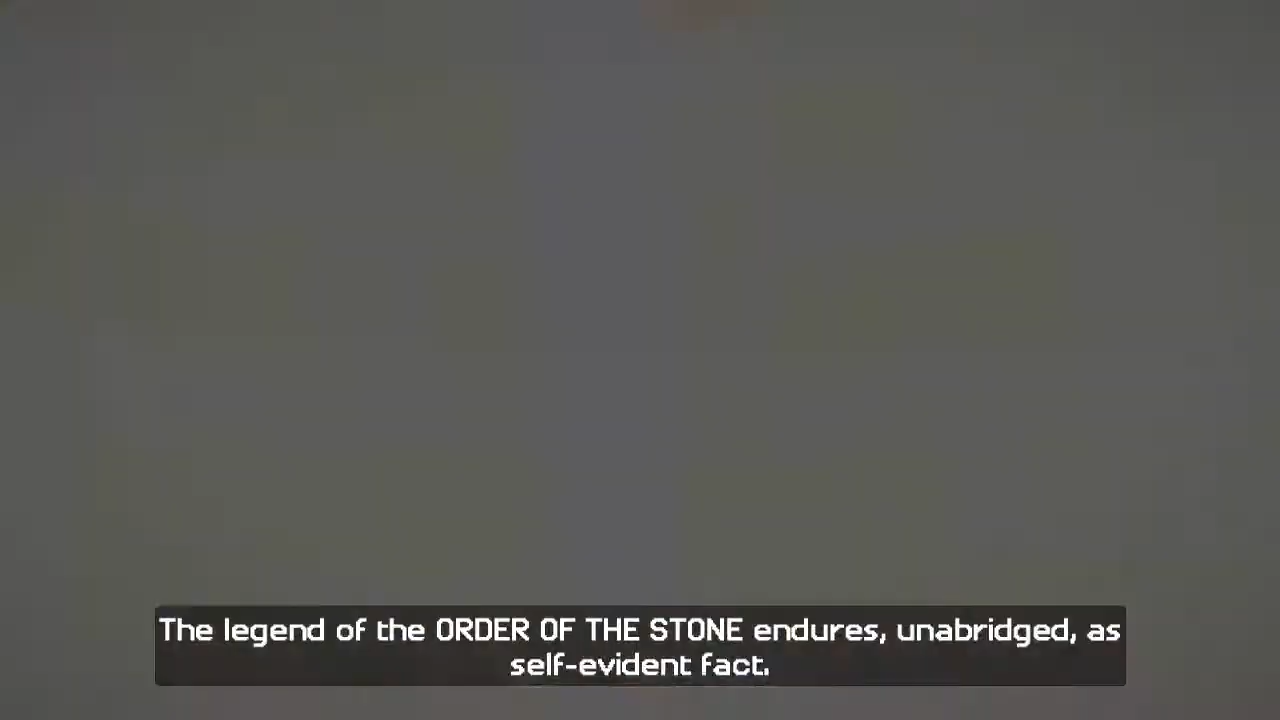 The legend of the ORDER OF THE STONE endures, unabridged, as
self-evident fact.